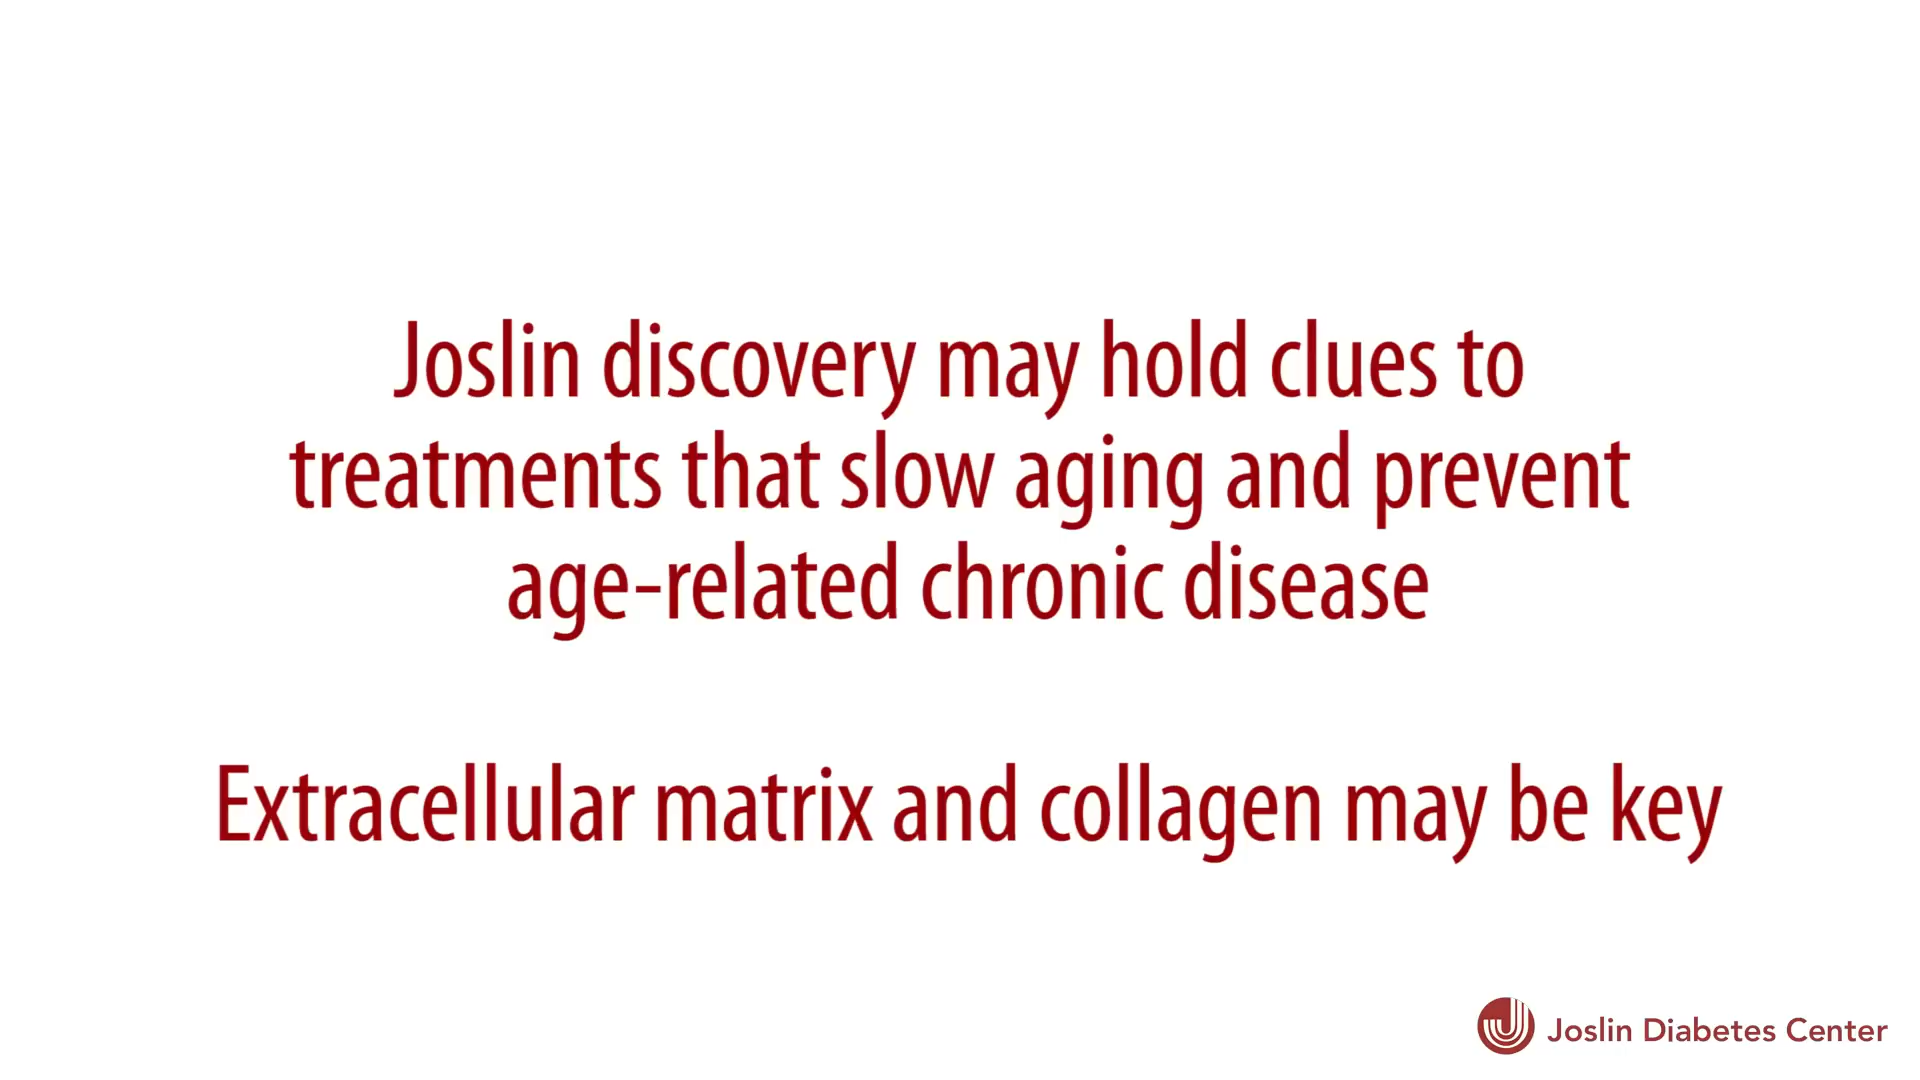 Joslin discovery may hold clues to
treatments that slow aging and prevent
age-related chronic disease
Extracellular matrix and collagen may be key
Joslin Diabetes Center